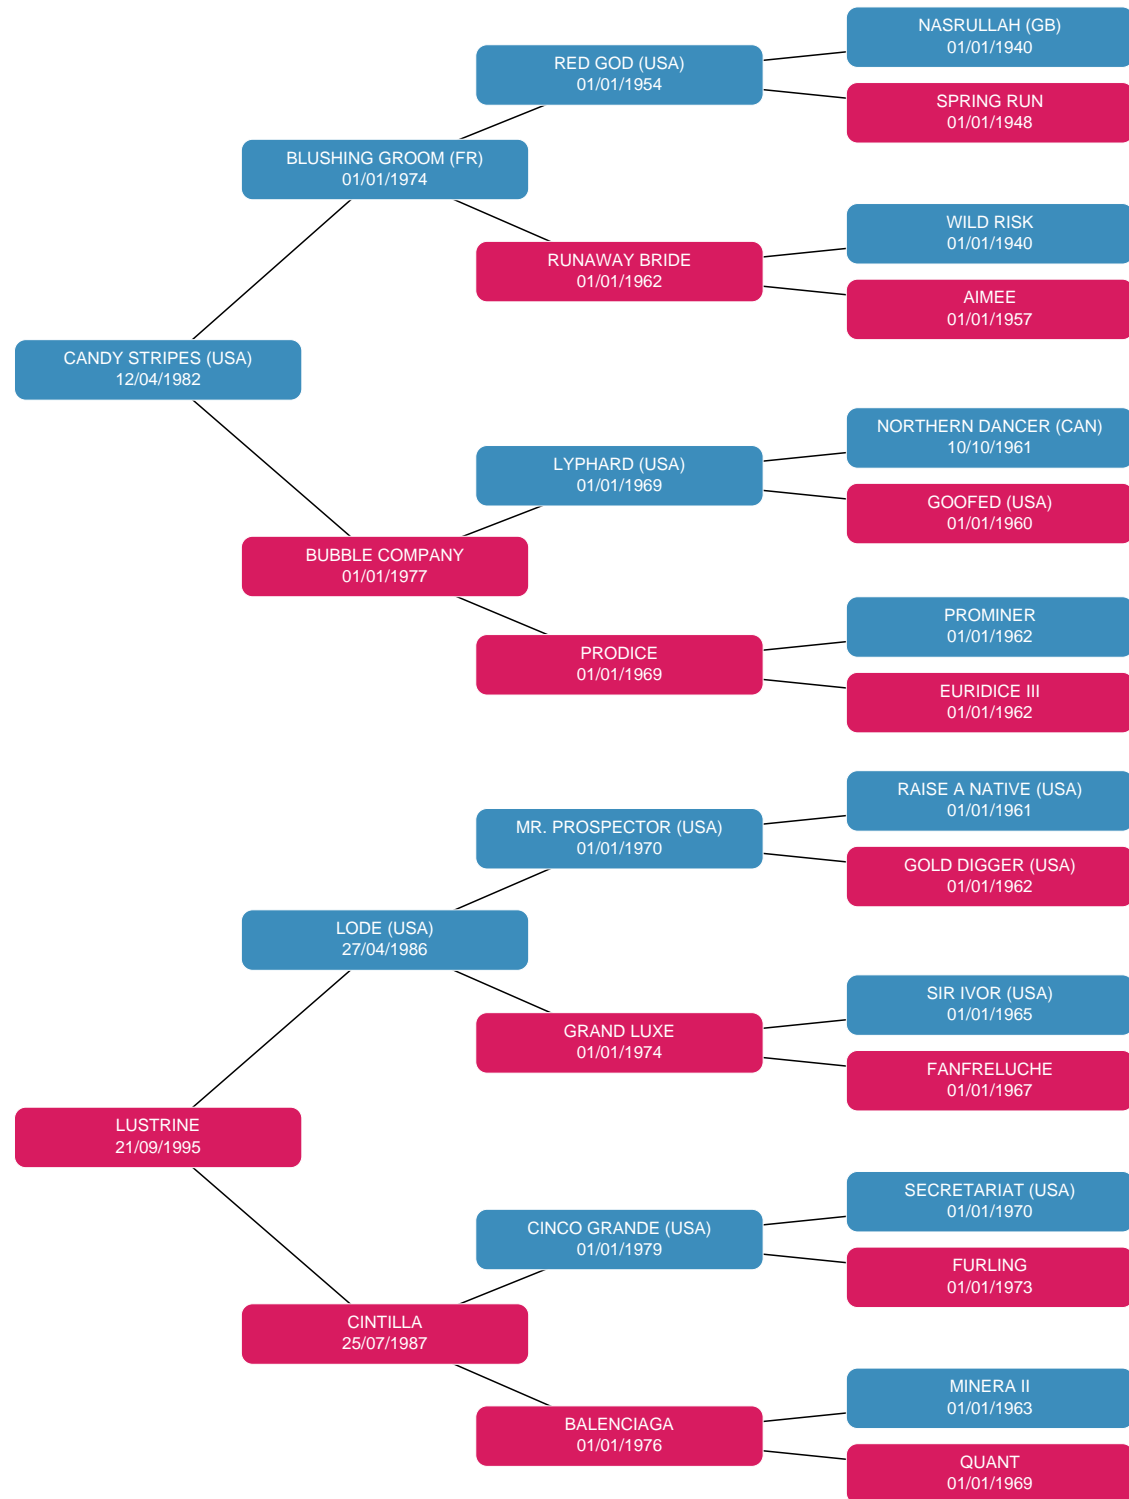 NASRULLAH (GB)
01/01/1940
RED GOD (USA)
01/01/1954
SPRING RUN
01/01/1948
BLUSHING GROOM (FR)
01/01/1974
WILD RISK
01/01/1940
RUNAWAY BRIDE
01/01/1962
AIMEE
01/01/1957
CANDY STRIPES (USA)
12/04/1982
NORTHERN DANCER (CAN)
10/10/1961
LYPHARD (USA)
01/01/1969
GOOFED (USA)
01/01/1960
BUBBLE COMPANY
01/01/1977
PROMINER
01/01/1962
PRODICE
01/01/1969
EURIDICE III
01/01/1962
RAISE A NATIVE (USA)
01/01/1961
MR. PROSPECTOR (USA)
01/01/1970
GOLD DIGGER (USA)
01/01/1962
LODE (USA)
27/04/1986
SIR IVOR (USA)
01/01/1965
GRAND LUXE
01/01/1974
FANFRELUCHE
01/01/1967
LUSTRINE
21/09/1995
SECRETARIAT (USA)
01/01/1970
CINCO GRANDE (USA)
01/01/1979
FURLING
01/01/1973
CINTILLA
25/07/1987
MINERA II
01/01/1963
BALENCIAGA
01/01/1976
QUANT
01/01/1969